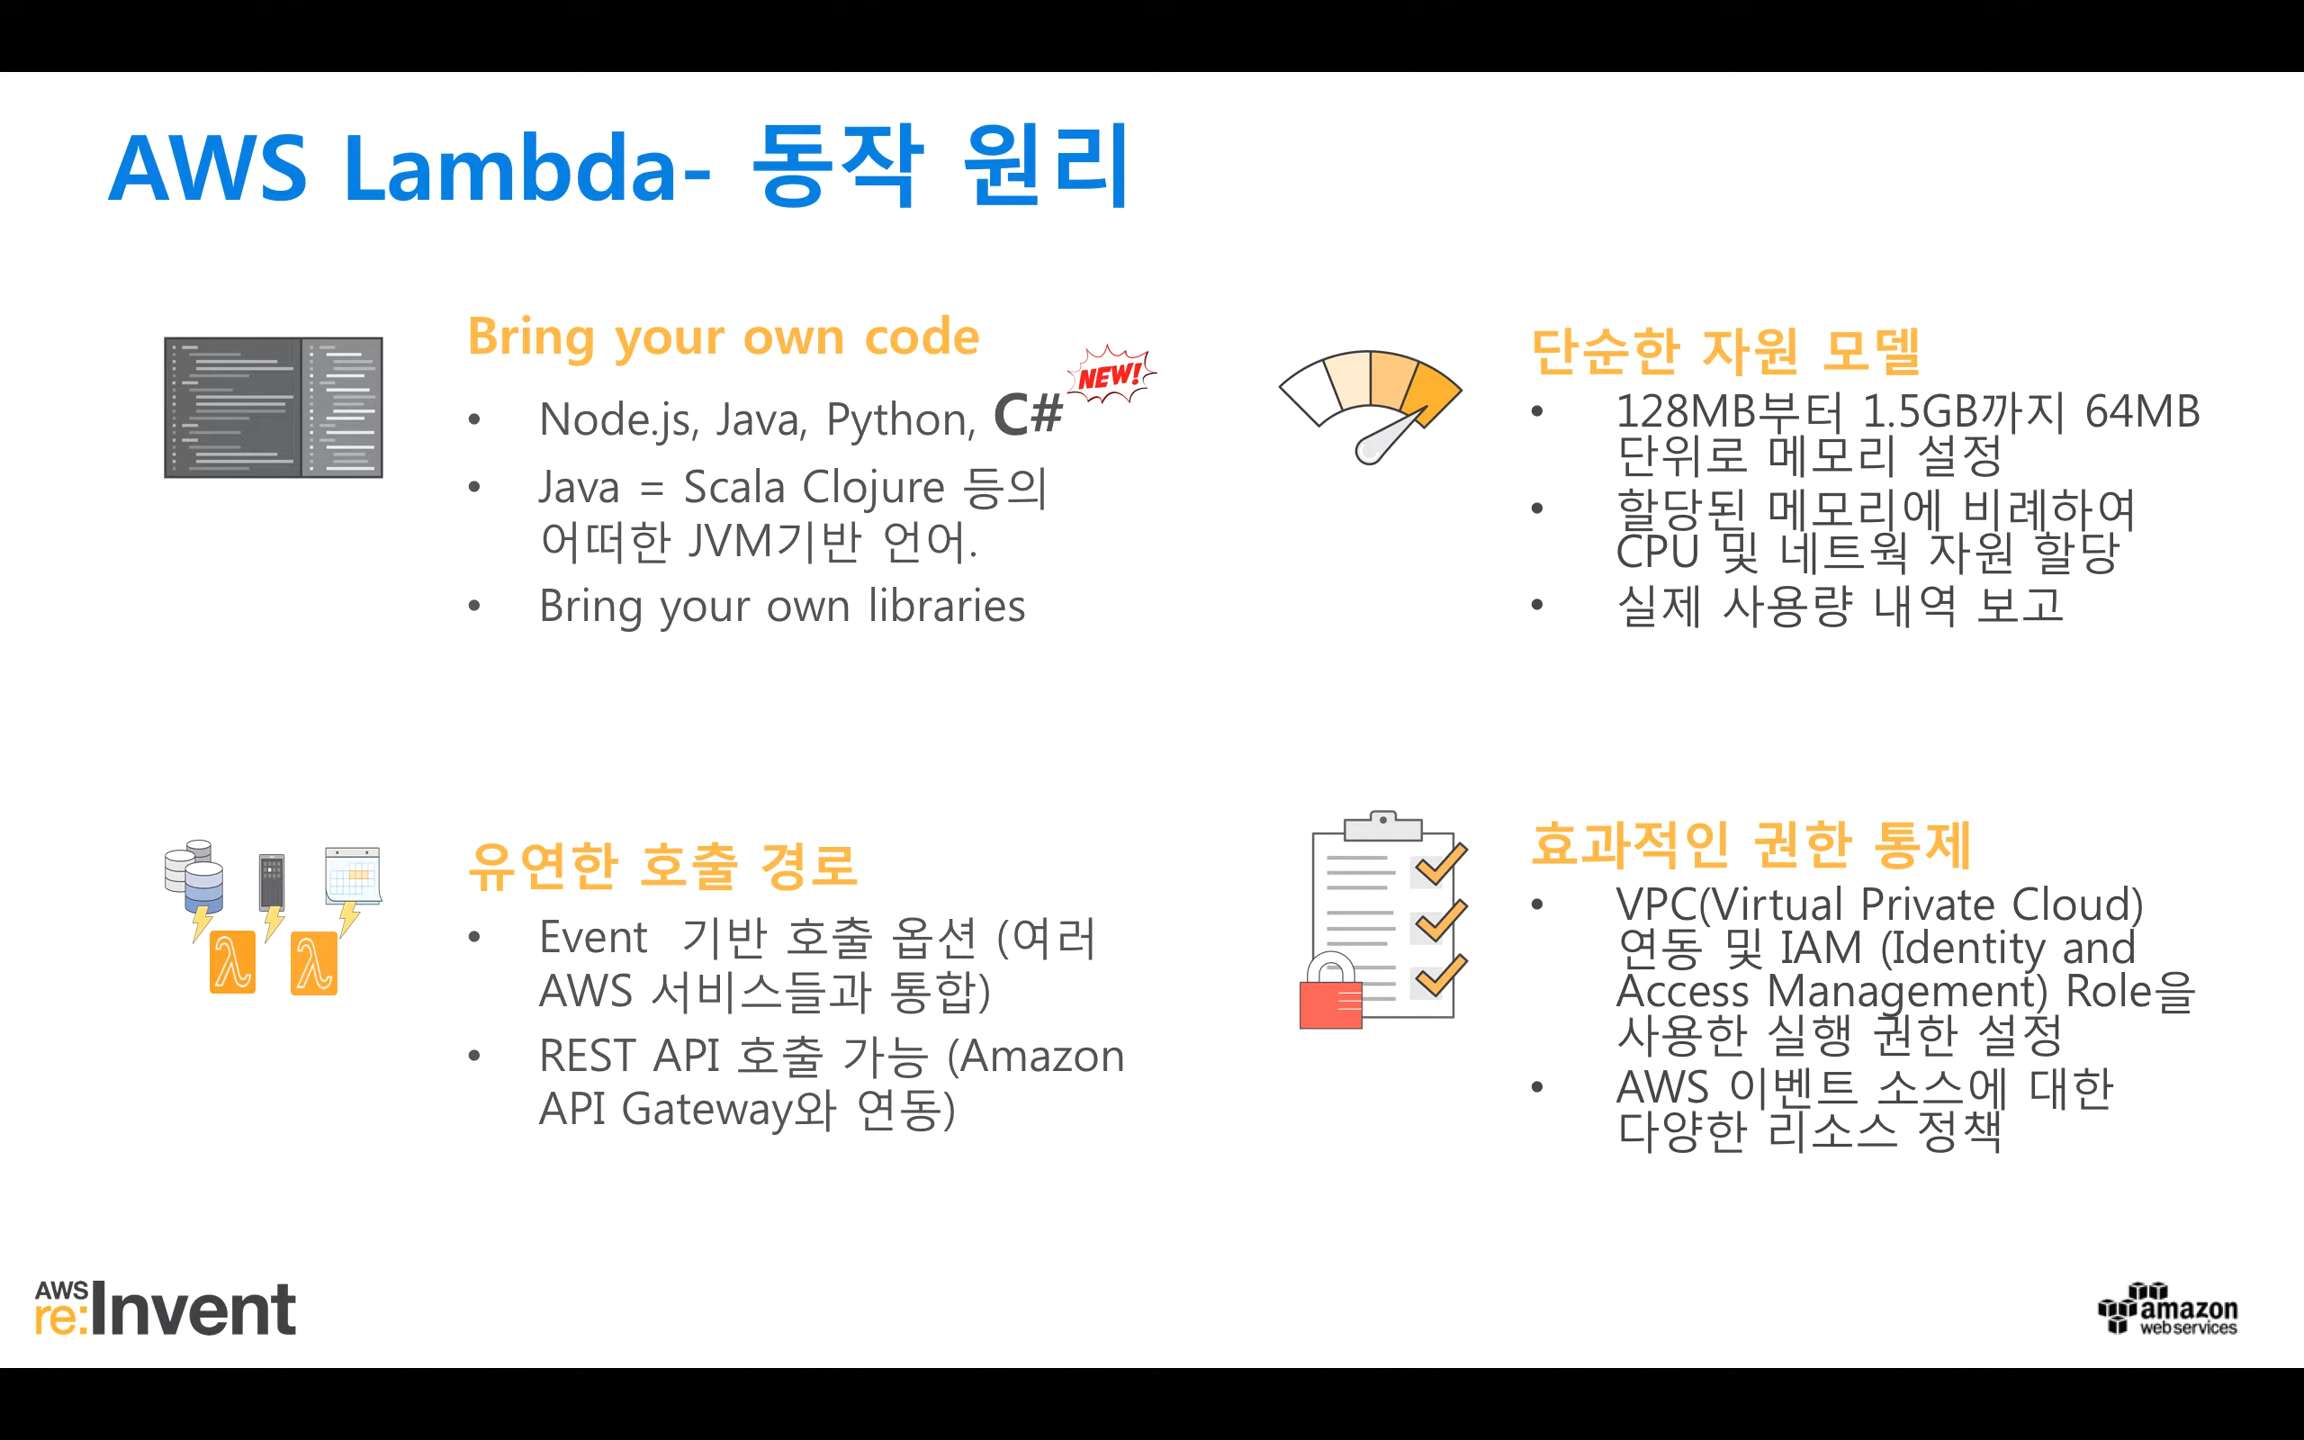 AWS Lambda- 동작 원리
Bring your own code
• Node.js, Java, Python, C#
NEW!
• Java = Scala Clojure 등의
어떠한 JVM기반 언어.
• Bring your own libraries
단순한 자원 모델
• 128MB부터 1.5GB까지 64MB
단위로 메모리 설정
• 할당된 메모리에 비례하여
CPU 및 네트웍 자원 할당
• 실제 사용량 내역 보고
유연한 호출 경로
• Event 기반 호출 옵션 (여러
AWS 서비스들과 통합)
• REST API 호출 가능 (Amazon
API Gateway와 연동)
효과적인 권한 통제
• VPC(Virtual Private Cloud)
연동 및 IAM (Identity and
Access Management) Role을
사용한 실행 권한 설정
• AWS 이벤트 소스에 대한
다양한 리소스 정책
λ λ
AWS
re:Invent
amazon
web services